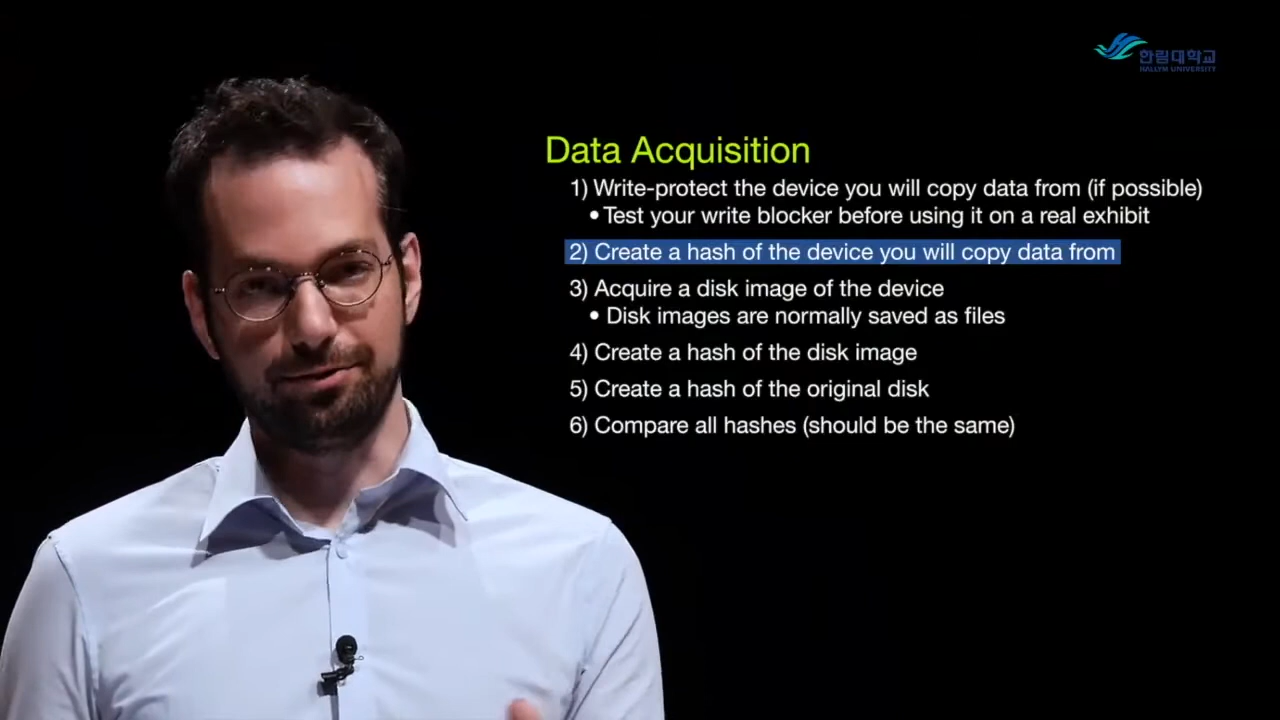 한림대학교
HALLYM UNIVERSITY
Data Acquisition
1) Write-protect the device you will copy data from (if possible)
• Test your write blocker before using it on a real exhibit
2) Create a hash of the device you will copy data from
3) Acquire a disk image of the device
• Disk images are normally saved as files
4) Create a hash of the disk image
5) Create a hash of the original disk
6) Compare all hashes (should be the same)